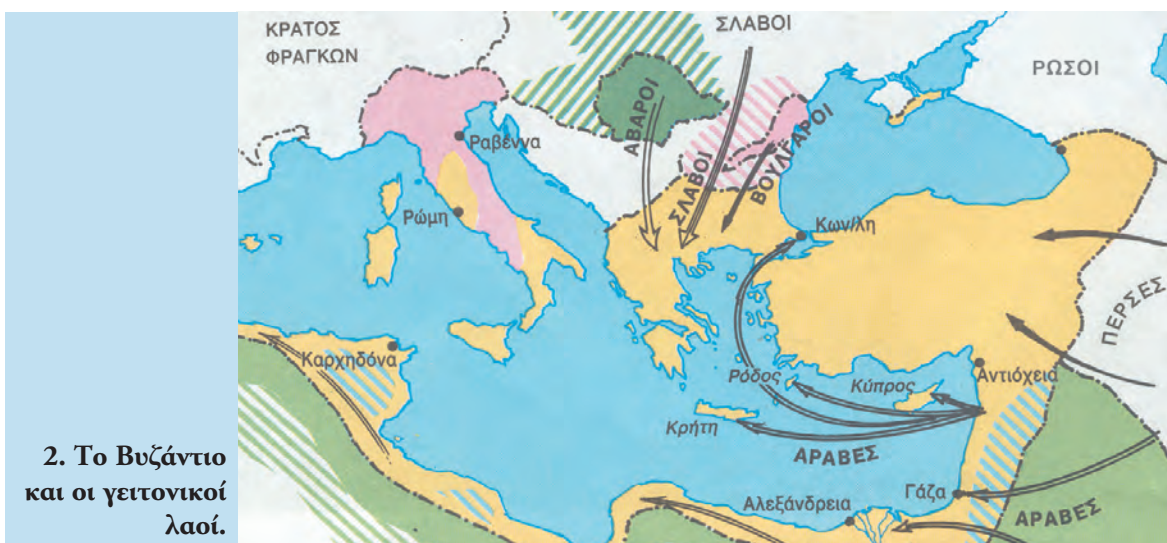 ΚΡΑΤΟΣ
ΦΡΑΓΚΩΝ
ΣΛΑΒΟΙ
ΡΩΣΟΙ
ΑΒΑΡΟΙ
ΣΛΑΒΟΙ
ΒΟΥΛΓΑΡΟΙ
Ραβέννα
Ρώμη
Κων/λη
ΠΕΡΣΕΣ
Καρχηδόνα
Ρόδος
Κύπρος
Αντιόχεια
Κρήτη
ΑΡΑΒΕΣ
Αλεξάνδρεια
Γάζα
ΑΡΑΒΕΣ
2. Το Βυζάντιο
και οι γειτονικοί
λαοί.